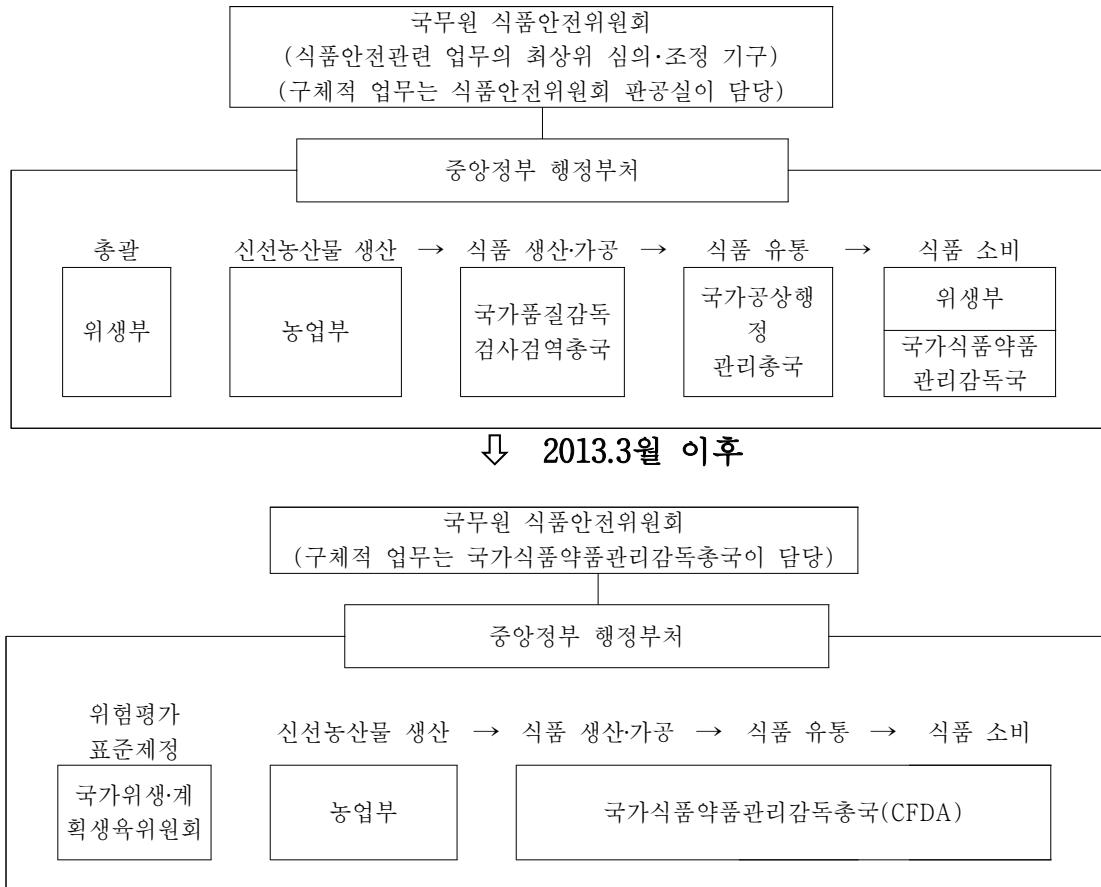 국무원 식품안전위원회
(식품안전관련 업무의 최상위 심의·조정 기구)
(구체적 업무는 식품안전위원회 판공실이 담당)
중앙정부 행정부처
총괄
신선농산물 생산 → 식품 생산·가공 → 식품 유통 → 식품 소비
위생부
농업부
국가품질감독
검사검역총국
국가공상행
정
관리총국
위생부
국가식품약품
관리감독국
⇩ 2013.3월 이후
국무원 식품안전위원회
(구체적 업무는 국가식품약품관리감독총국이 담당)
중앙정부 행정부처
위험평가
표준제정
신선농산물 생산 → 식품 생산·가공 → 식품 유통 → 식품 소비
국가위생·계
획생육위원회
농업부
국가식품약품관리감독총국(CFDA)